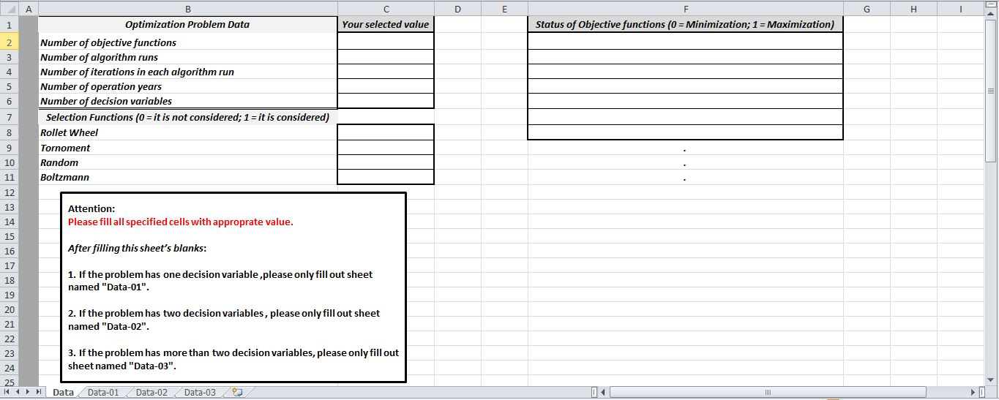 A B C D E F G H I
1 Optimization Problem Data Your selected value Status of Objective functions (0 = Minimization; 1 = Maximization)
2 Number of objective functions
3 Number of algorithm runs
4 Number of iterations in each algorithm run
5 Number of operation years
6 Number of decision variables
7 Selection Functions (0 = it is not considered; 1 = it is considered)
8 Rollet Wheel
9 Tornoment .
10 Random .
11 Boltzmann .
12
13 Attention:
14 Please fill all specified cells with approprate value.
15
16 After filling this sheet's blanks:
17
18 1. If the problem has one decision variable ,please only fill out sheet
19 named "Data-01".
20
21 2. If the problem has two decision variables , please only fill out sheet
22 named "Data-02".
23 3. If the problem has more than two decision variables, please only fill out
24 sheet named "Data-03".
25
Data Data-01 Data-02 Data-03